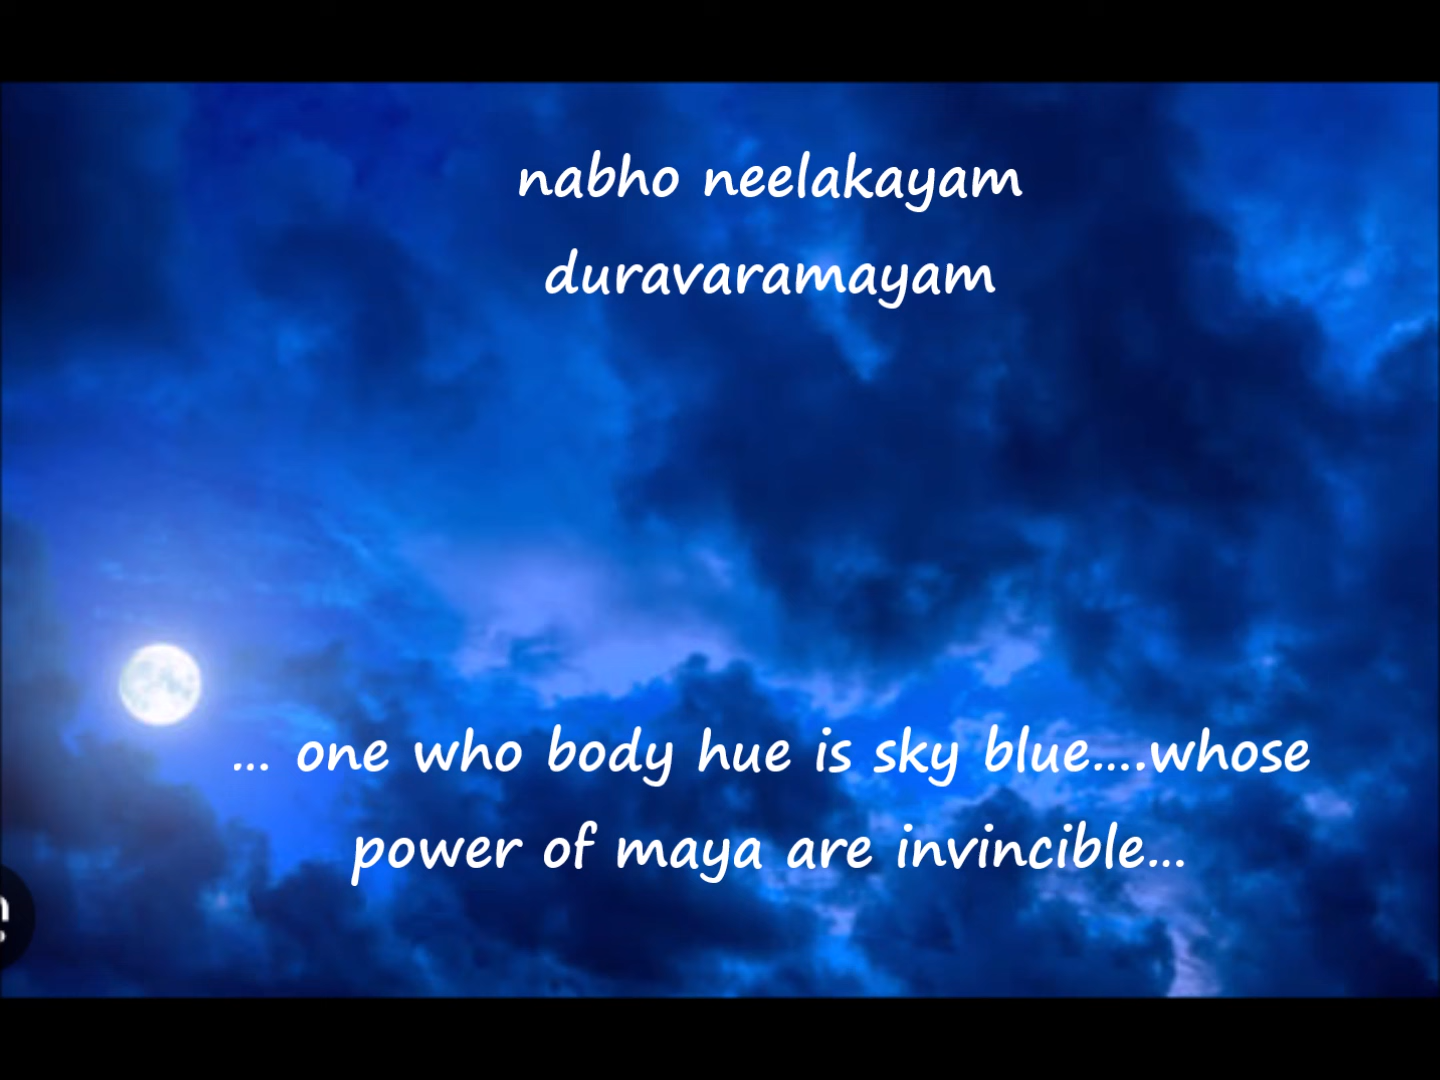 nabho neelakayam
duravaramayam
... one who body hue is sky blue....whose
power of maya are invincible...